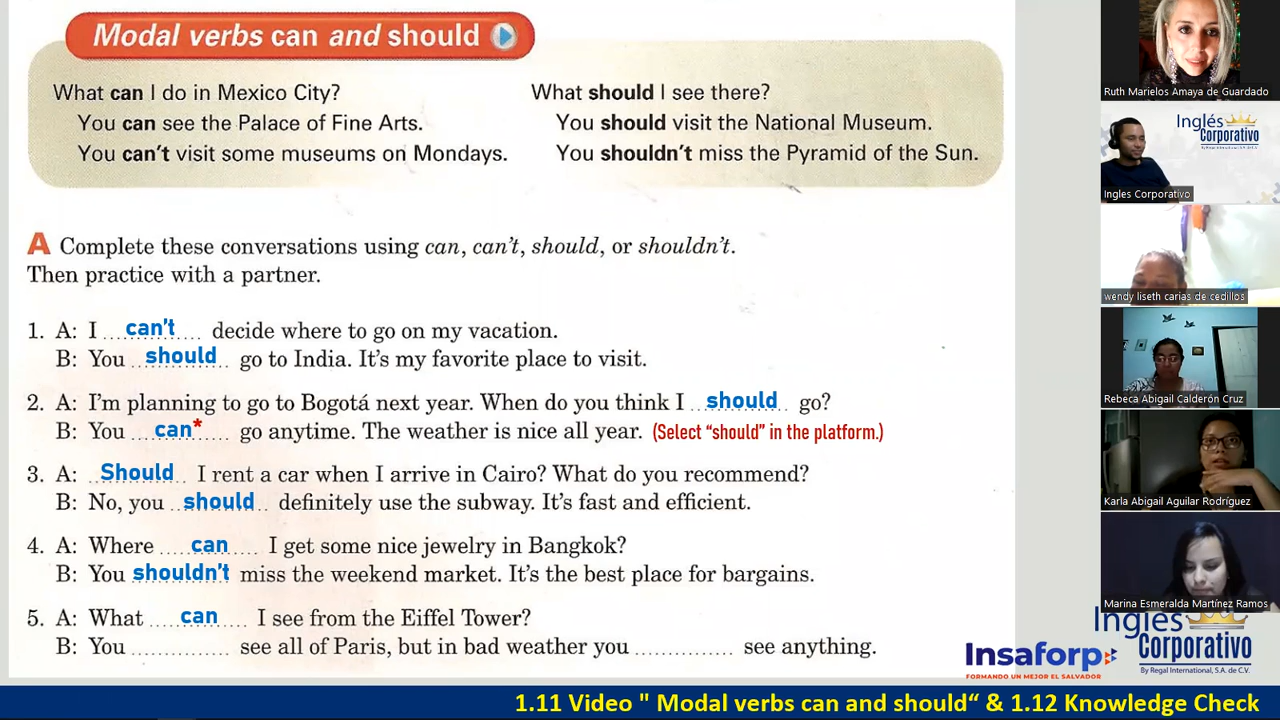 Modal verbs can and should
What can I do in Mexico City?
You can see the Palace of Fine Arts.
You can't visit some museums on Mondays.
What should I see there?
You should visit the National Museum.
You shouldn't miss the Pyramid of the Sun.
A Complete these conversations using can, can't, should, or shouldn't.
Then practice with a partner.
1. A: I can't decide where to go on my vacation.
B: You should go to India. It's my favorite place to visit.
2. A: I'm planning to go to Bogotá next year. When do you think I should go?
B: You can* go anytime. The weather is nice all year. (Select "should" in the platform.)
3. A: Should I rent a car when I arrive in Cairo? What do you recommend?
B: No, you should definitely use the subway. It's fast and efficient.
4. A: Where can I get some nice jewelry in Bangkok?
B: You shouldn't miss the weekend market. It's the best place for bargains.
5. A: What can I see from the Eiffel Tower?
B: You .............. see all of Paris, but in bad weather you .............. see anything.
Ruth Marielos Amaya de Guardado
Inglés
Corporativo
By Regal International, S.A. de C.V.
Ingles Corporativo
wendy liseth carias de cedillos
Rebeca Abigail Calderón Cruz
Karla Abigail Aguilar Rodríguez
Marina Esmeralda Martínez Ramos
Insaforp
FORMANDO UN MEJOR EL SALVADOR
Inglés
Corporativo
By Regal International, S.A. de C.V.
1.11 Video " Modal verbs can and should“ & 1.12 Knowledge Check